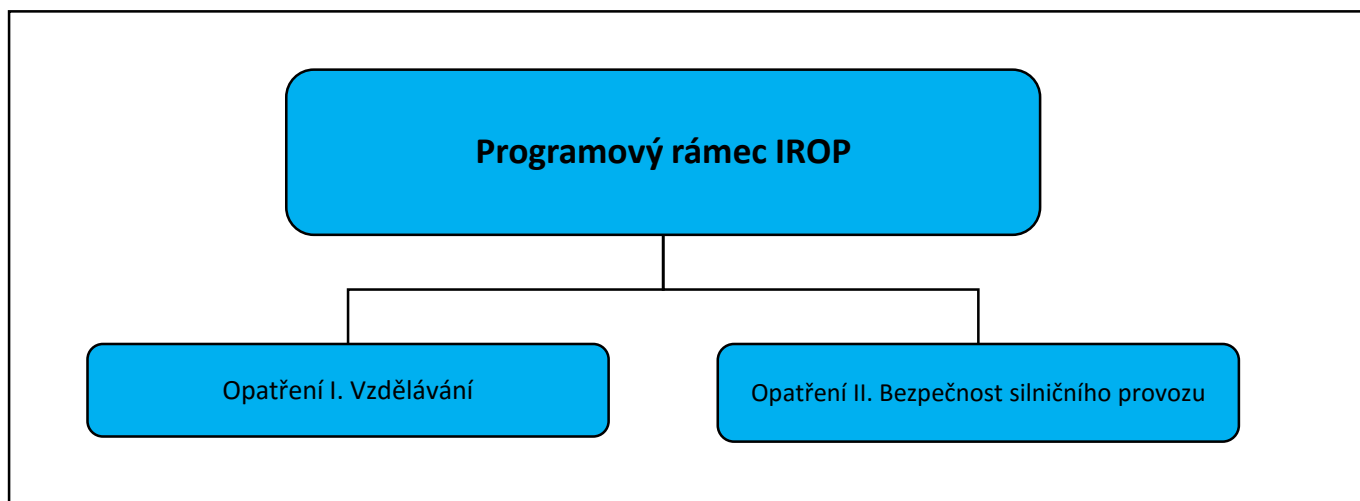 Programový rámec IROP
Opatření I. Vzdělávání
Opatření II. Bezpečnost silničního provozu